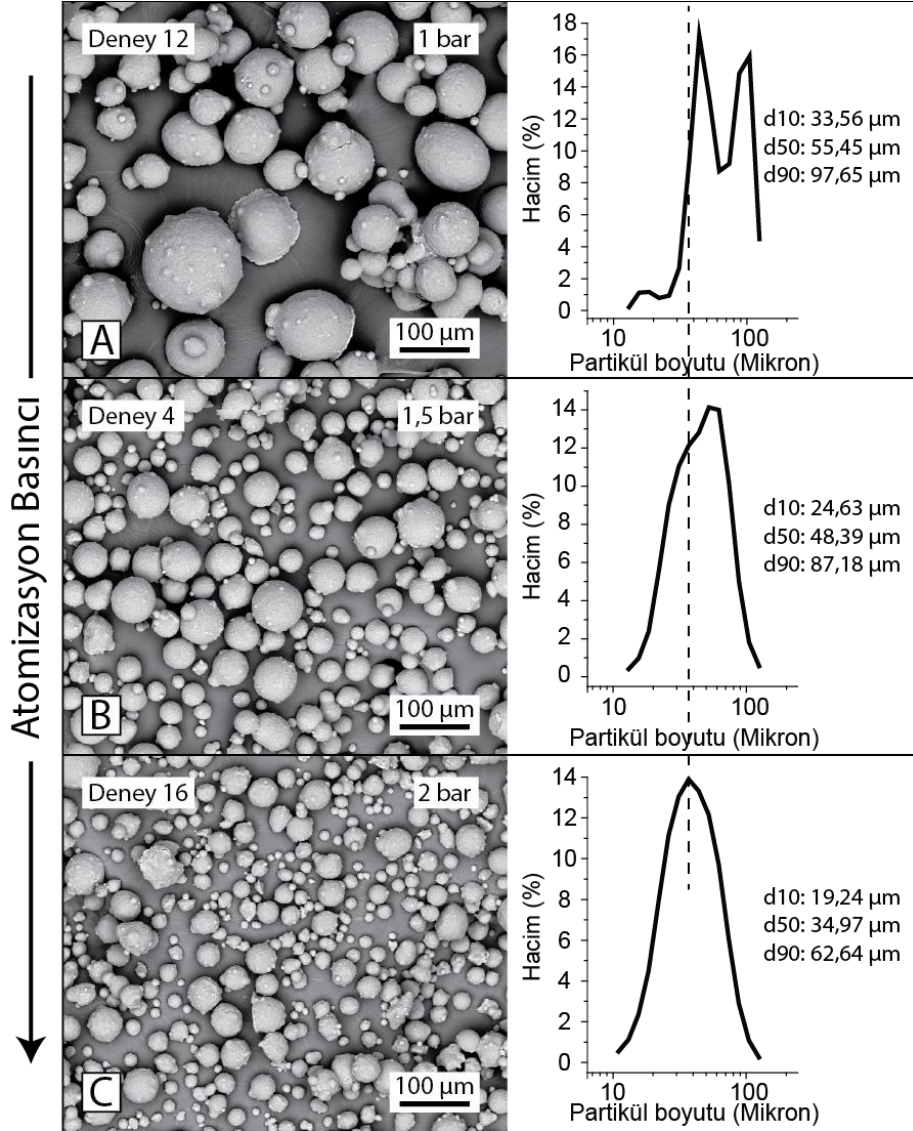 Atomizasyon Basıncı
Deney 12
1 bar
A
100 µm
18
16
14
12
10
8
6
4
2
0
Hacim (%)
d10: 33,56 µm
d50: 55,45 µm
d90: 97,65 µm
10
100
Partikül boyutu (Mikron)
Deney 4
1,5 bar
B
100 µm
14
12
10
8
6
4
2
0
Hacim (%)
d10: 24,63 µm
d50: 48,39 µm
d90: 87,18 µm
10
100
Partikül boyutu (Mikron)
Deney 16
2 bar
C
100 µm
14
12
10
8
6
4
2
0
Hacim (%)
d10: 19,24 µm
d50: 34,97 µm
d90: 62,64 µm
10
100
Partikül boyutu (Mikron)